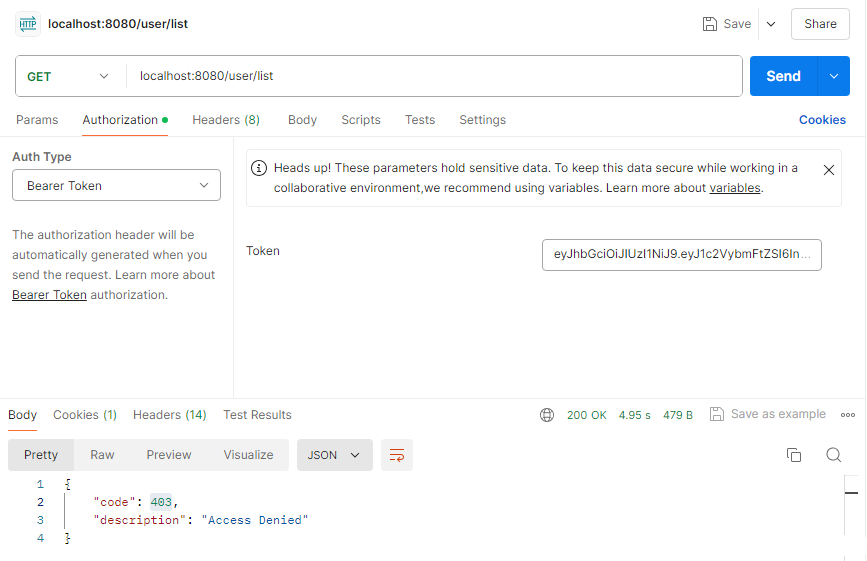 HTTP localhost:8080/user/list Save Share
GET localhost:8080/user/list Send
Params Authorization Headers (8) Body Scripts Tests Settings Cookies
Auth Type
Bearer Token
The authorization header will be
automatically generated when you
send the request. Learn more about
Bearer Token authorization.
Heads up! These parameters hold sensitive data. To keep this data secure while working in a
collaborative environment,we recommend using variables. Learn more about variables.
Token eyJhbGciOiJIUzI1NiJ9.eyJ1c2VybmFtZSI6In...
Body Cookies (1) Headers (14) Test Results 200 OK 4.95 s 479 B Save as example
Pretty Raw Preview Visualize JSON
1 {
2 "code": 403,
3 "description": "Access Denied"
4 }